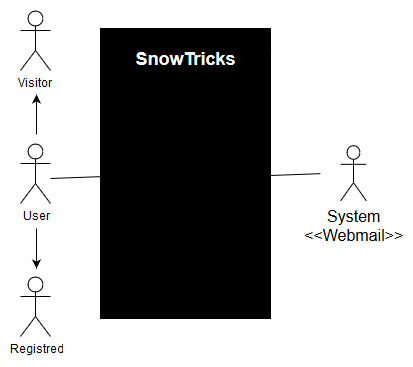 SnowTricks
Visitor
User
System
<<Webmail>>
Registred